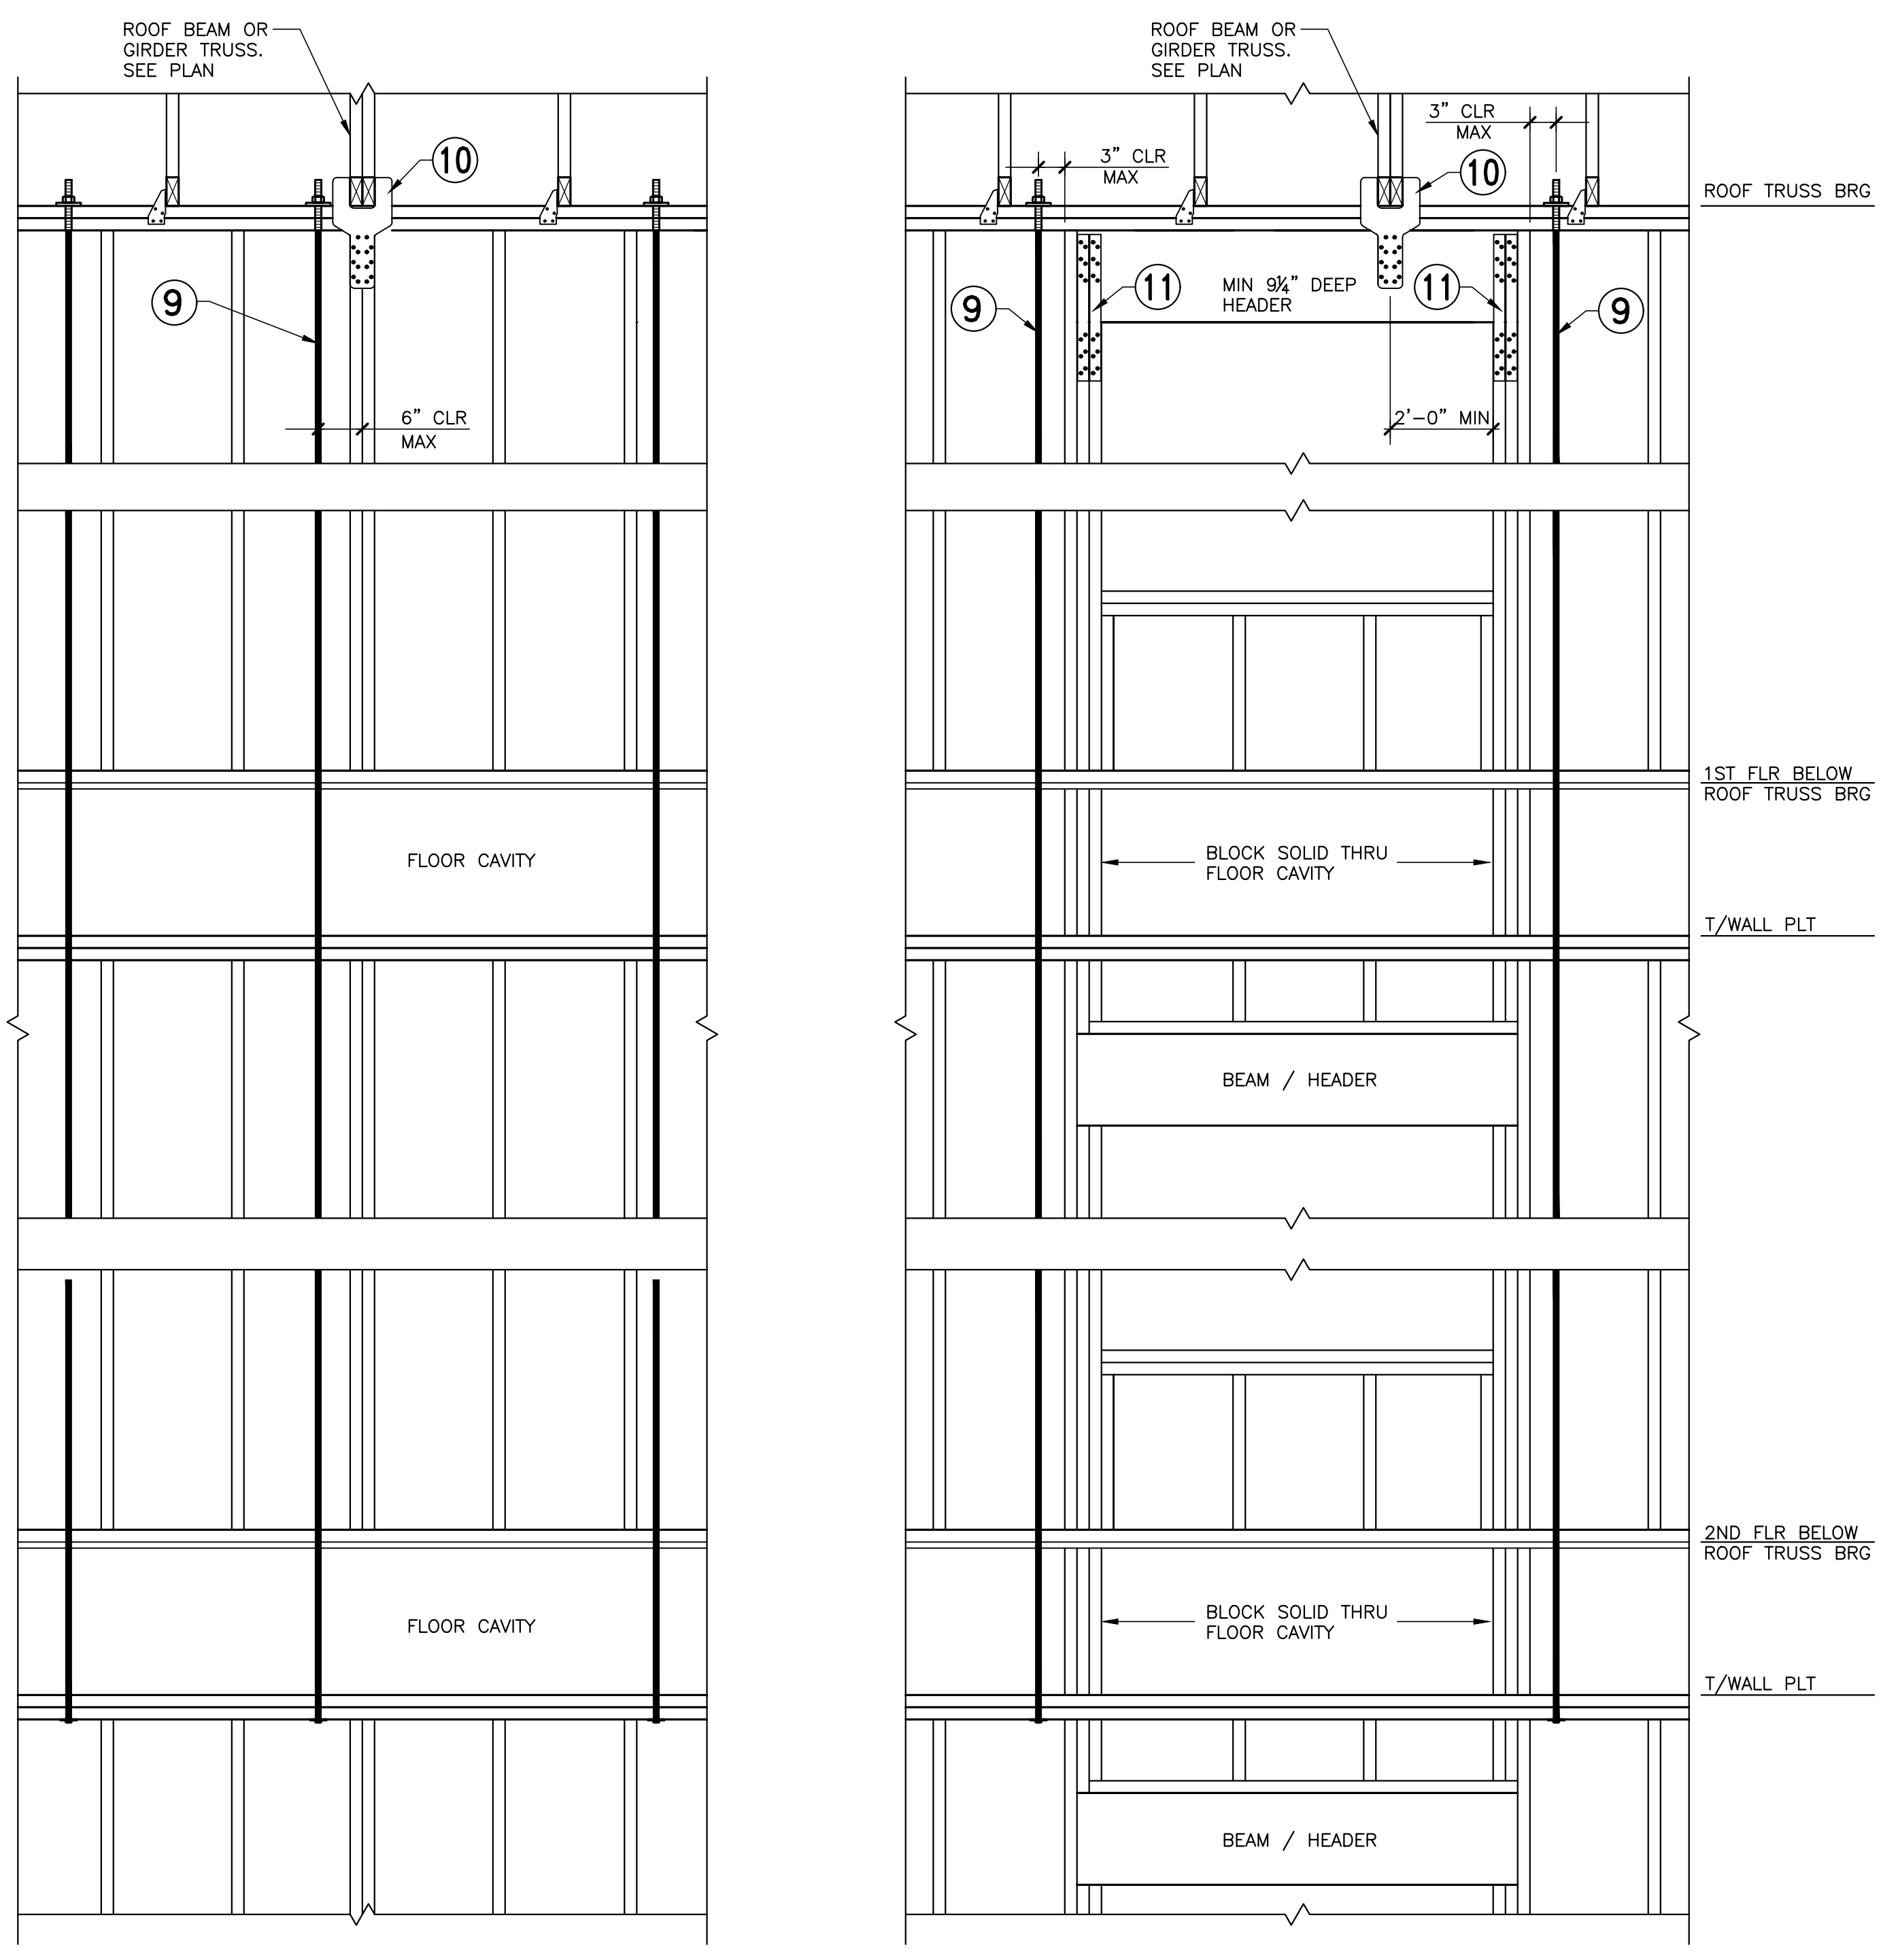 ROOF BEAM OR
GIRDER TRUSS.
SEE PLAN
10
9
6" CLR
MAX
FLOOR CAVITY
FLOOR CAVITY
ROOF BEAM OR
GIRDER TRUSS.
SEE PLAN
3" CLR
MAX
3" CLR
MAX
10
ROOF TRUSS BRG
9
11
MIN 9¼" DEEP
HEADER
11
9
2'-0" MIN
1ST FLR BELOW
ROOF TRUSS BRG
BLOCK SOLID THRU
FLOOR CAVITY
T/WALL PLT
BEAM / HEADER
2ND FLR BELOW
ROOF TRUSS BRG
BLOCK SOLID THRU
FLOOR CAVITY
T/WALL PLT
BEAM / HEADER